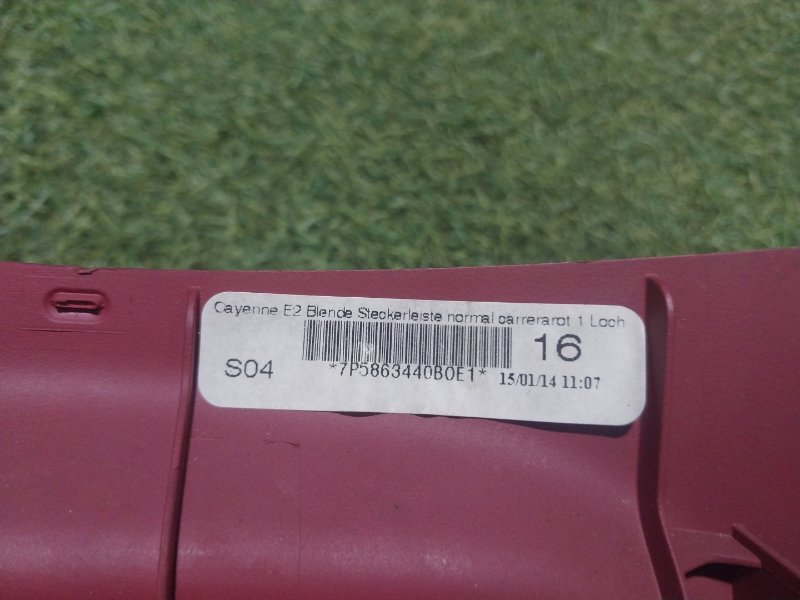 Cayenne E2 Blende Steckerleiste normal carrerarot 1 Loch
S04
16
*7P5863440B0E1*
15/01/14 11:07